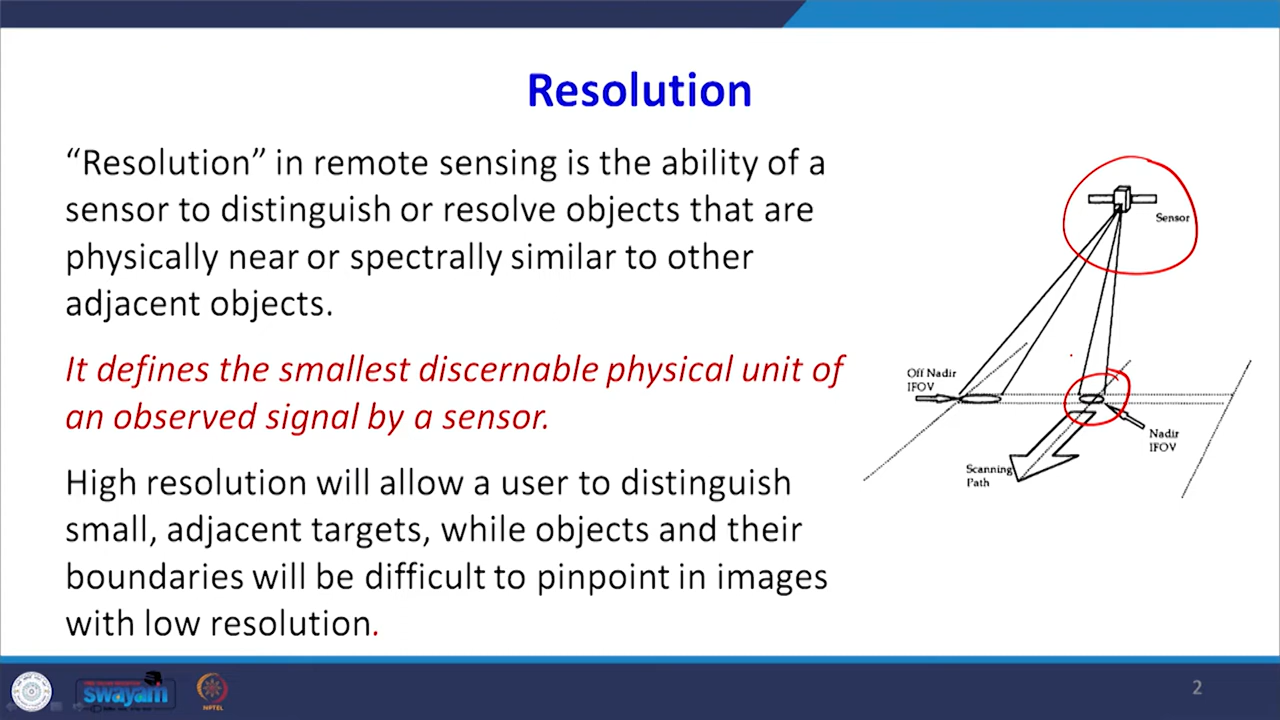 Resolution
“Resolution” in remote sensing is the ability of a
sensor to distinguish or resolve objects that are
physically near or spectrally similar to other
adjacent objects.
It defines the smallest discernable physical unit of
an observed signal by a sensor.
High resolution will allow a user to distinguish
small, adjacent targets, while objects and their
boundaries will be difficult to pinpoint in images
with low resolution.
Sensor
Off Nadir
IFOV
Nadir
IFOV
Scanning
Path
swayam
NPTEL
2